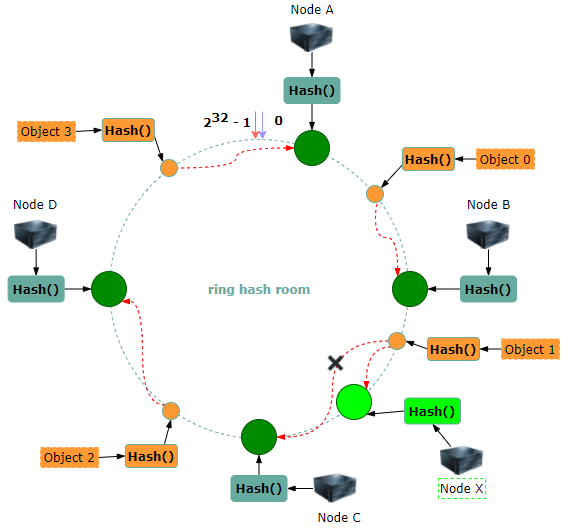 Node A
Hash()
2^32 - 1 0
Object 3 Hash()
Hash() Object 0
Node D
Node B
Hash()
ring hash room
Hash()
Hash() Object 1
Hash()
Object 2 Hash()
Hash()
Node X
Node C